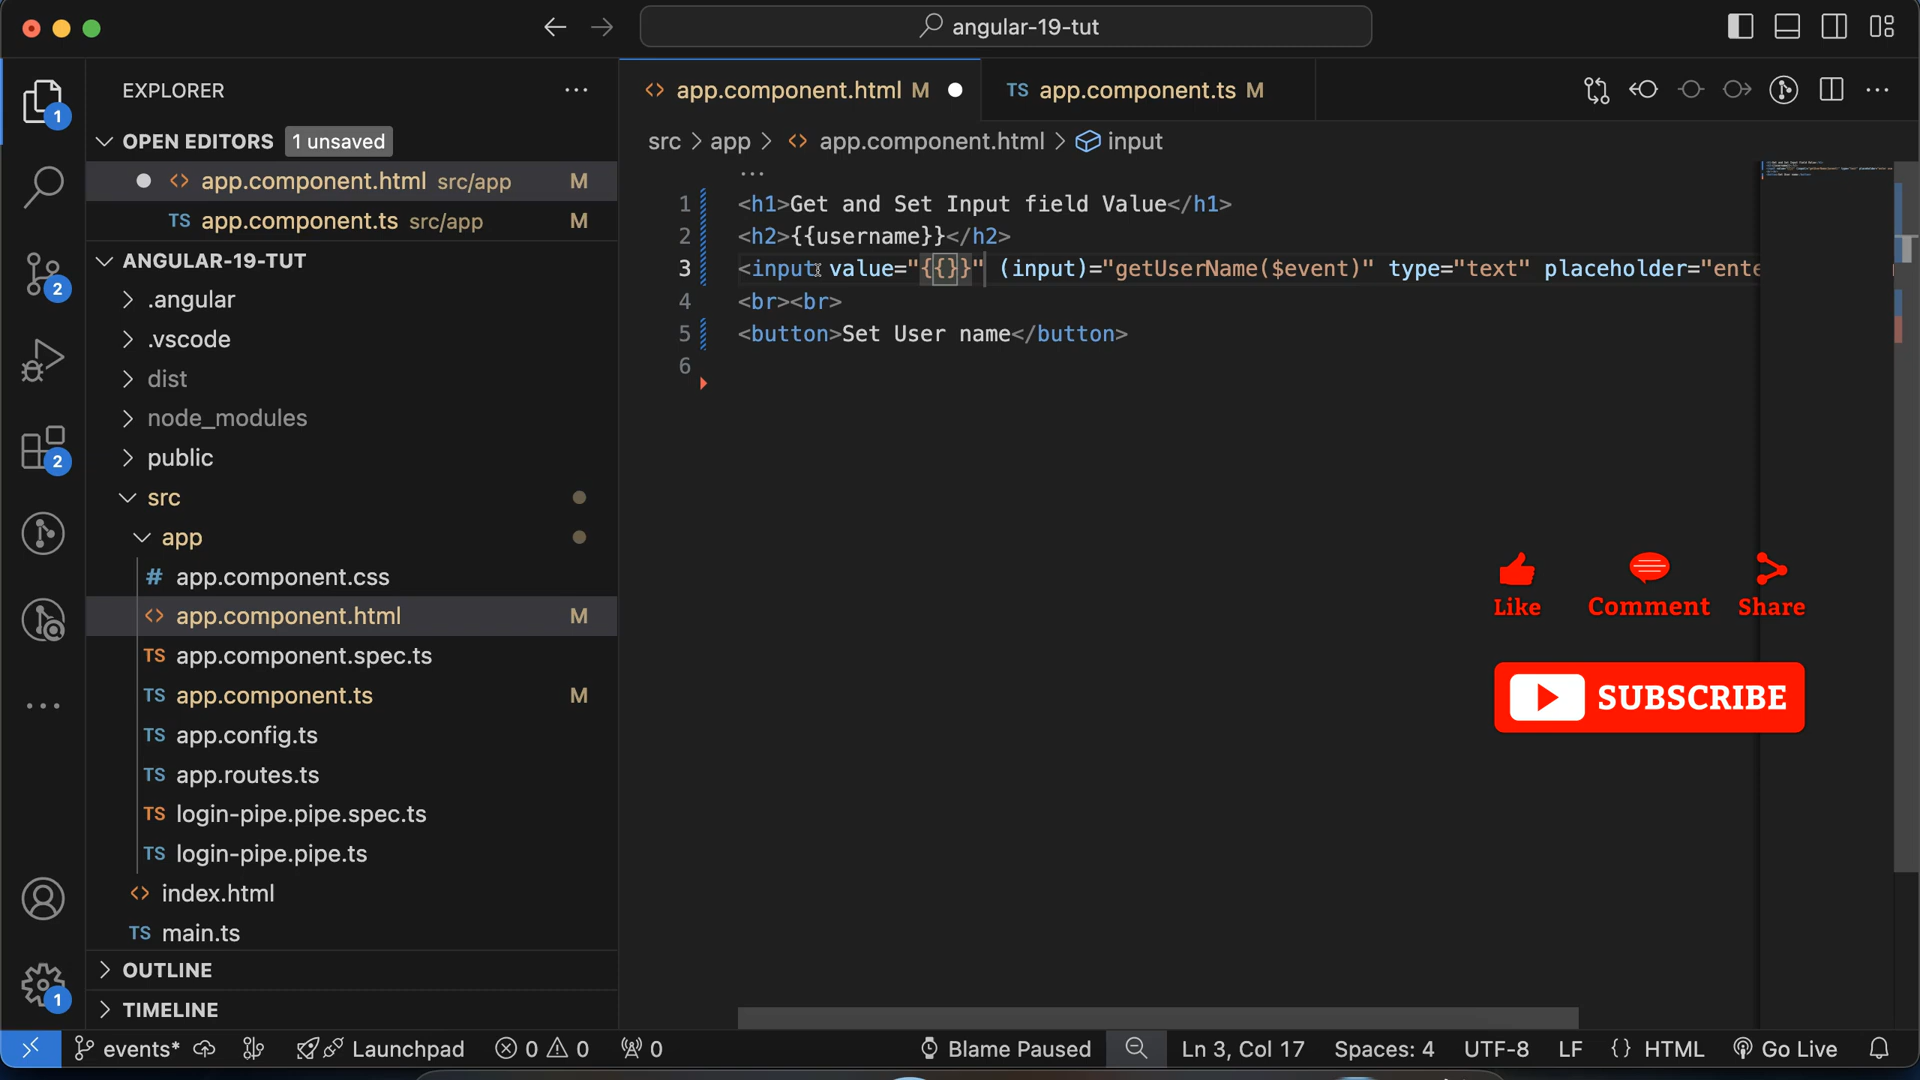 angular-19-tut
EXPLORER
OPEN EDITORS 1 unsaved
app.component.html src/app M
TS app.component.ts src/app M
ANGULAR-19-TUT
.angular
.vscode
dist
node_modules
public
src
app
# app.component.css
<> app.component.html M
TS app.component.spec.ts
TS app.component.ts M
TS app.config.ts
TS app.routes.ts
TS login-pipe.pipe.spec.ts
TS login-pipe.pipe.ts
<> index.html
TS main.ts
OUTLINE
TIMELINE
1
2
2
1
<> app.component.html M
TS app.component.ts M
src > app > <> app.component.html > input
1 <h1>Get and Set Input field Value</h1>
2 <h2>{{username}}</h2>
3 <input value="{{}}" (input)="getUserName($event)" type="text" placeholder="ente
4 <br><br>
5 <button>Set User name</button>
6
Like Comment Share
SUBSCRIBE
events* Launchpad 0 0 0 Blame Paused Ln 3, Col 17 Spaces: 4 UTF-8 LF {} HTML Go Live